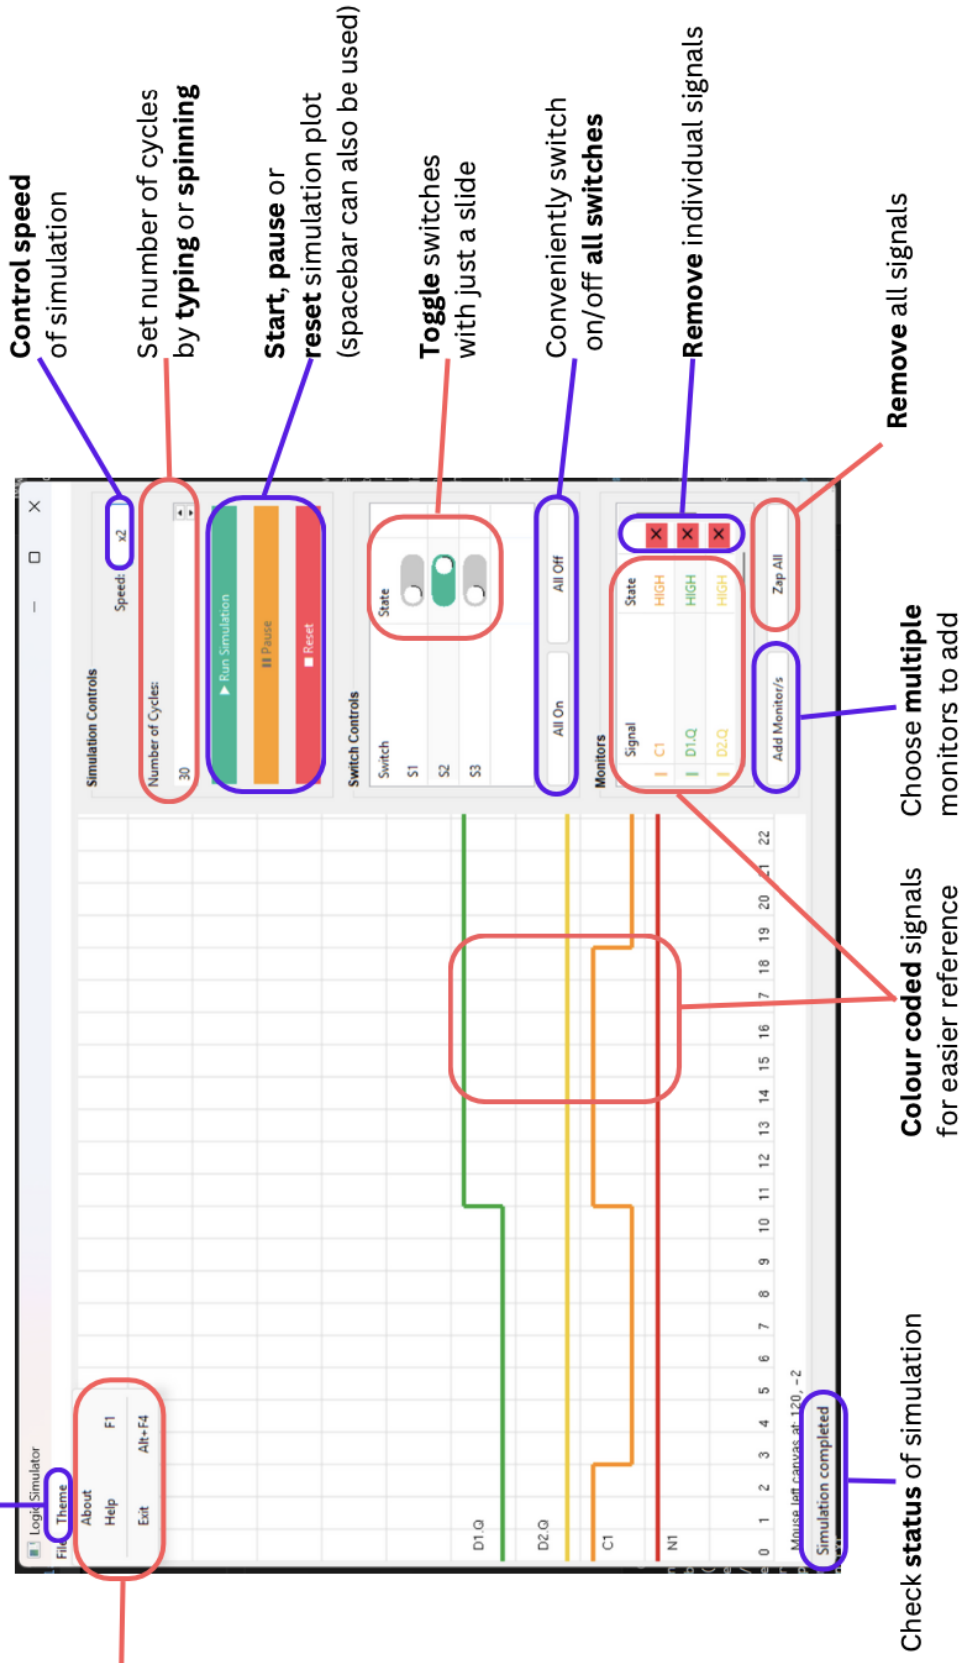 Control speed
of simulation
Set number of cycles
by typing or spinning
Start, pause or
reset simulation plot
(spacebar can also be used)
Toggle switches
with just a slide
Conveniently switch
on/off all switches
Remove individual signals
Remove all signals
Choose multiple
monitors to add
Colour coded signals
for easier reference
Check status of simulation
Logic Simulator
File Theme
About
Help F1
Exit Alt+F4
D1.Q
D2.Q
C1
N1
0 1 2 3 4 5 6 7 8 9 10 11 12 13 14 15 16 17 18 19 20 21 22
Mouse left canvas at: 120, -2
Simulation completed
Simulation Controls
Speed: x2
Number of Cycles:
30
Run Simulation
Pause
Reset
Switch Controls
Switch State
S1
S2
S3
All On All Off
Monitors
Signal State
C1 HIGH
D1.Q HIGH
D2.Q HIGH
Add Monitor/s Zap All